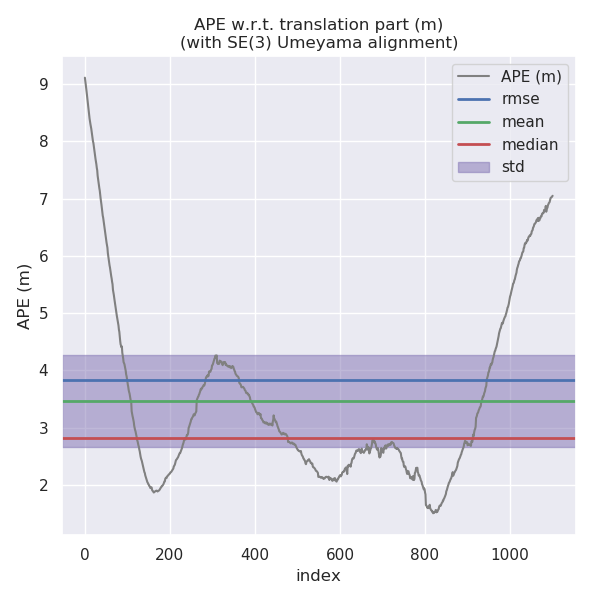 APE w.r.t. translation part (m)
(with SE(3) Umeyama alignment)
APE (m)
rmse
mean
median
std
9
8
7
6
5
4
3
2
APE (m)
0
200
400
600
800
1000
index